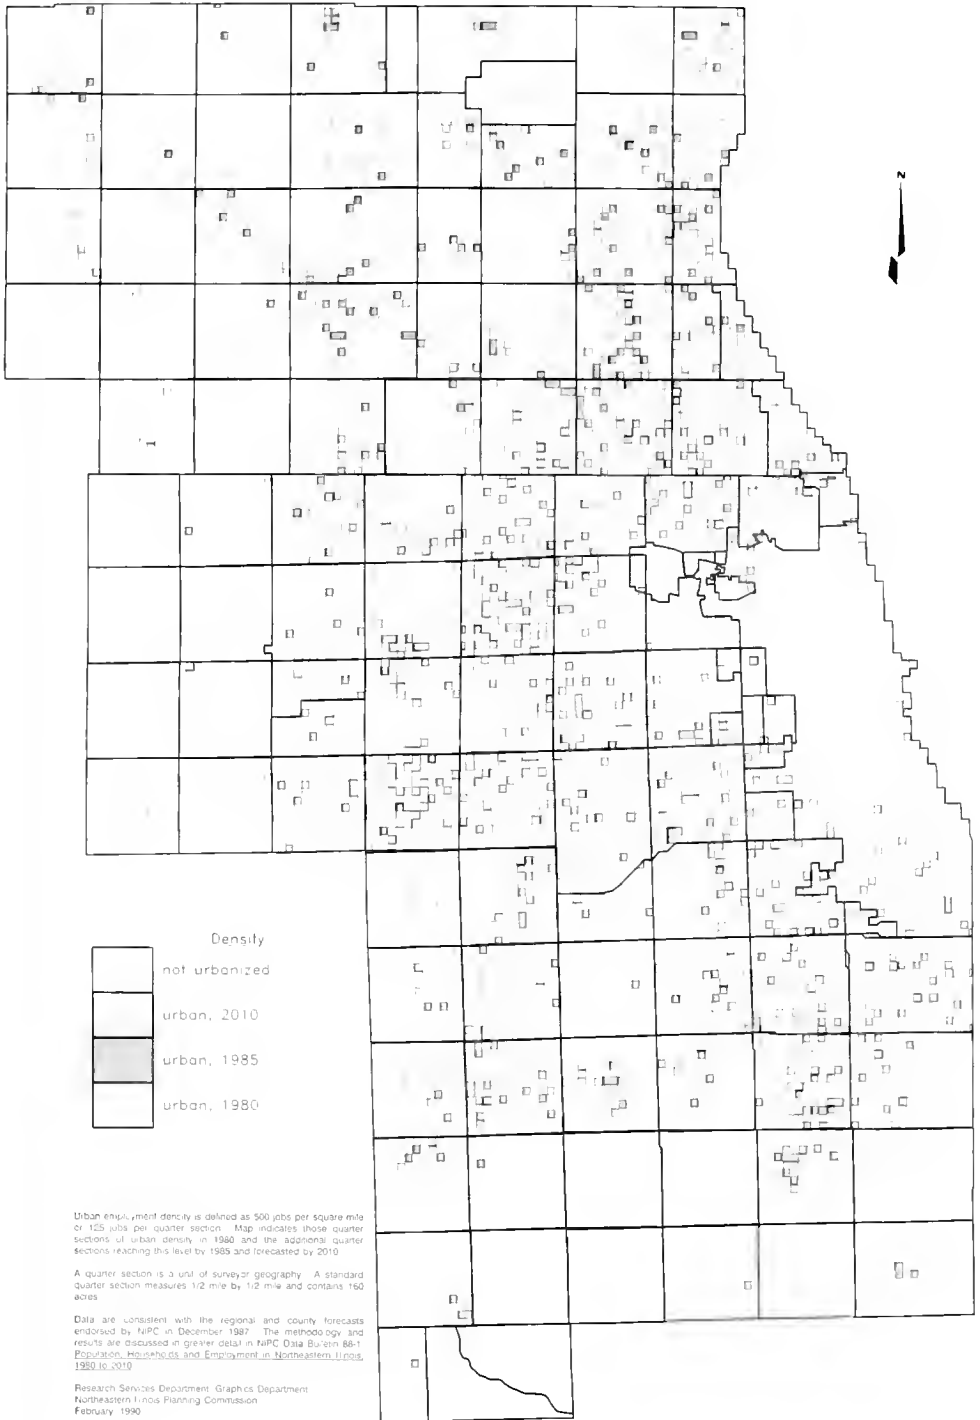 N
Density
not urbanized
urban, 2010
urban, 1985
urban, 1980
Urban employment density is defined as 500 jobs per square mile
or 125 jobs per quarter section. Map indicates those quarter
sections of urban density in 1980 and the additional quarter
sections reaching this level by 1985 and forecasted by 2010
A quarter section is a unit of surveyor geography. A standard
quarter section measures 1/2 mile by 1/2 mile and contains 160
acres
Data are consistent with the regional and county forecasts
endorsed by NIPC in December 1987. The methodology and
results are discussed in greater detail in NIPC Data Bulletin 88-1
Population, Households and Employment in Northeastern Illinois,
1980 to 2010
Research Services Department Graphics Department
Northeastern Illinois Planning Commission
February 1990